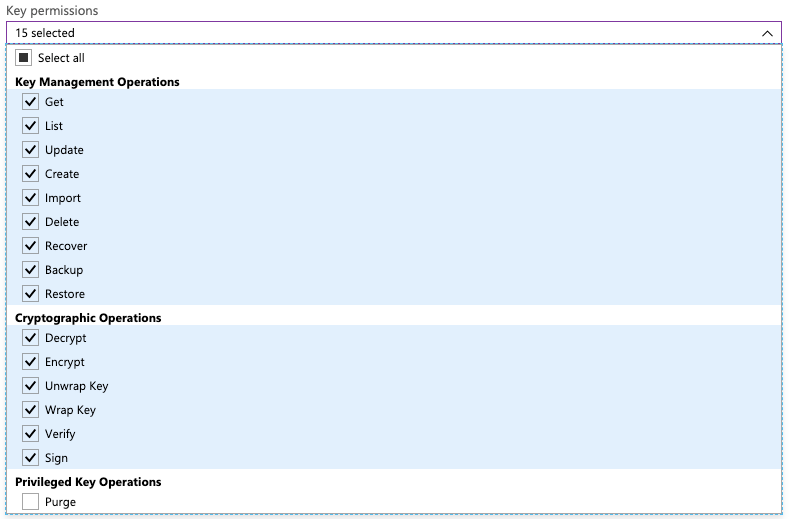 Key permissions
15 selected
Select all
Key Management Operations
Get
List
Update
Create
Import
Delete
Recover
Backup
Restore
Cryptographic Operations
Decrypt
Encrypt
Unwrap Key
Wrap Key
Verify
Sign
Privileged Key Operations
Purge